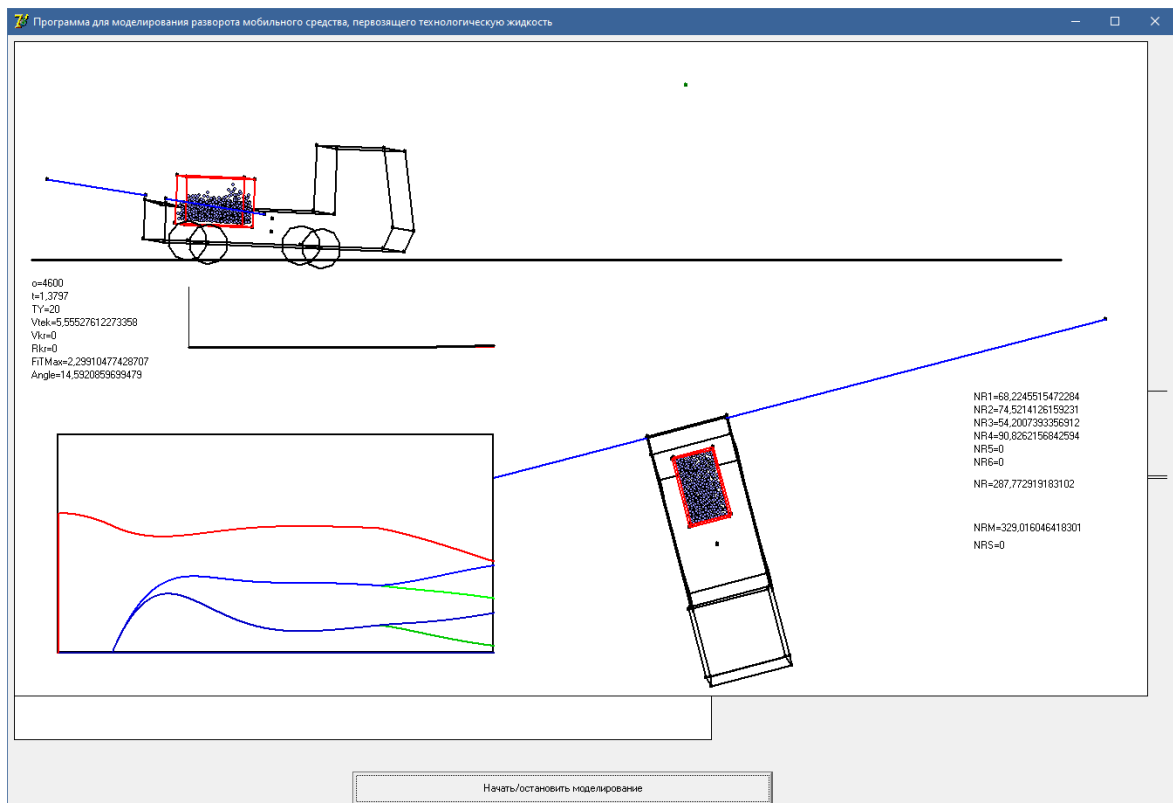 Программа для моделирования разворота мобильного средства, первозящего технологическую жидкость
o=4600
t=1,3797
TY=20
Vtek=5,55527612273358
Vkr=0
Rkr=0
FiTMax=2,29910477428707
Angle=14,5920859699479
NR1=68,2245515472284
NR2=74,5214126159231
NR3=54,2007393356912
NR4=90,8262156842594
NR5=0
NR6=0
NR=287,772919183102
NRM=329,016046418301
NRS=0
Начать/остановить моделирование